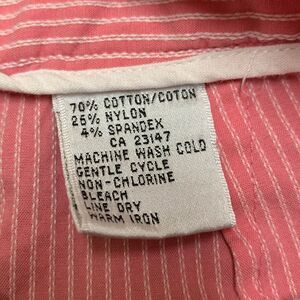 70% COTTON/COTON
26% NYLON
4% SPANDEX
CA 23147
MACHINE WASH COLD
GENTLE CYCLE
NON-CHLORINE
BLEACH
LINE DRY
WARM IRON